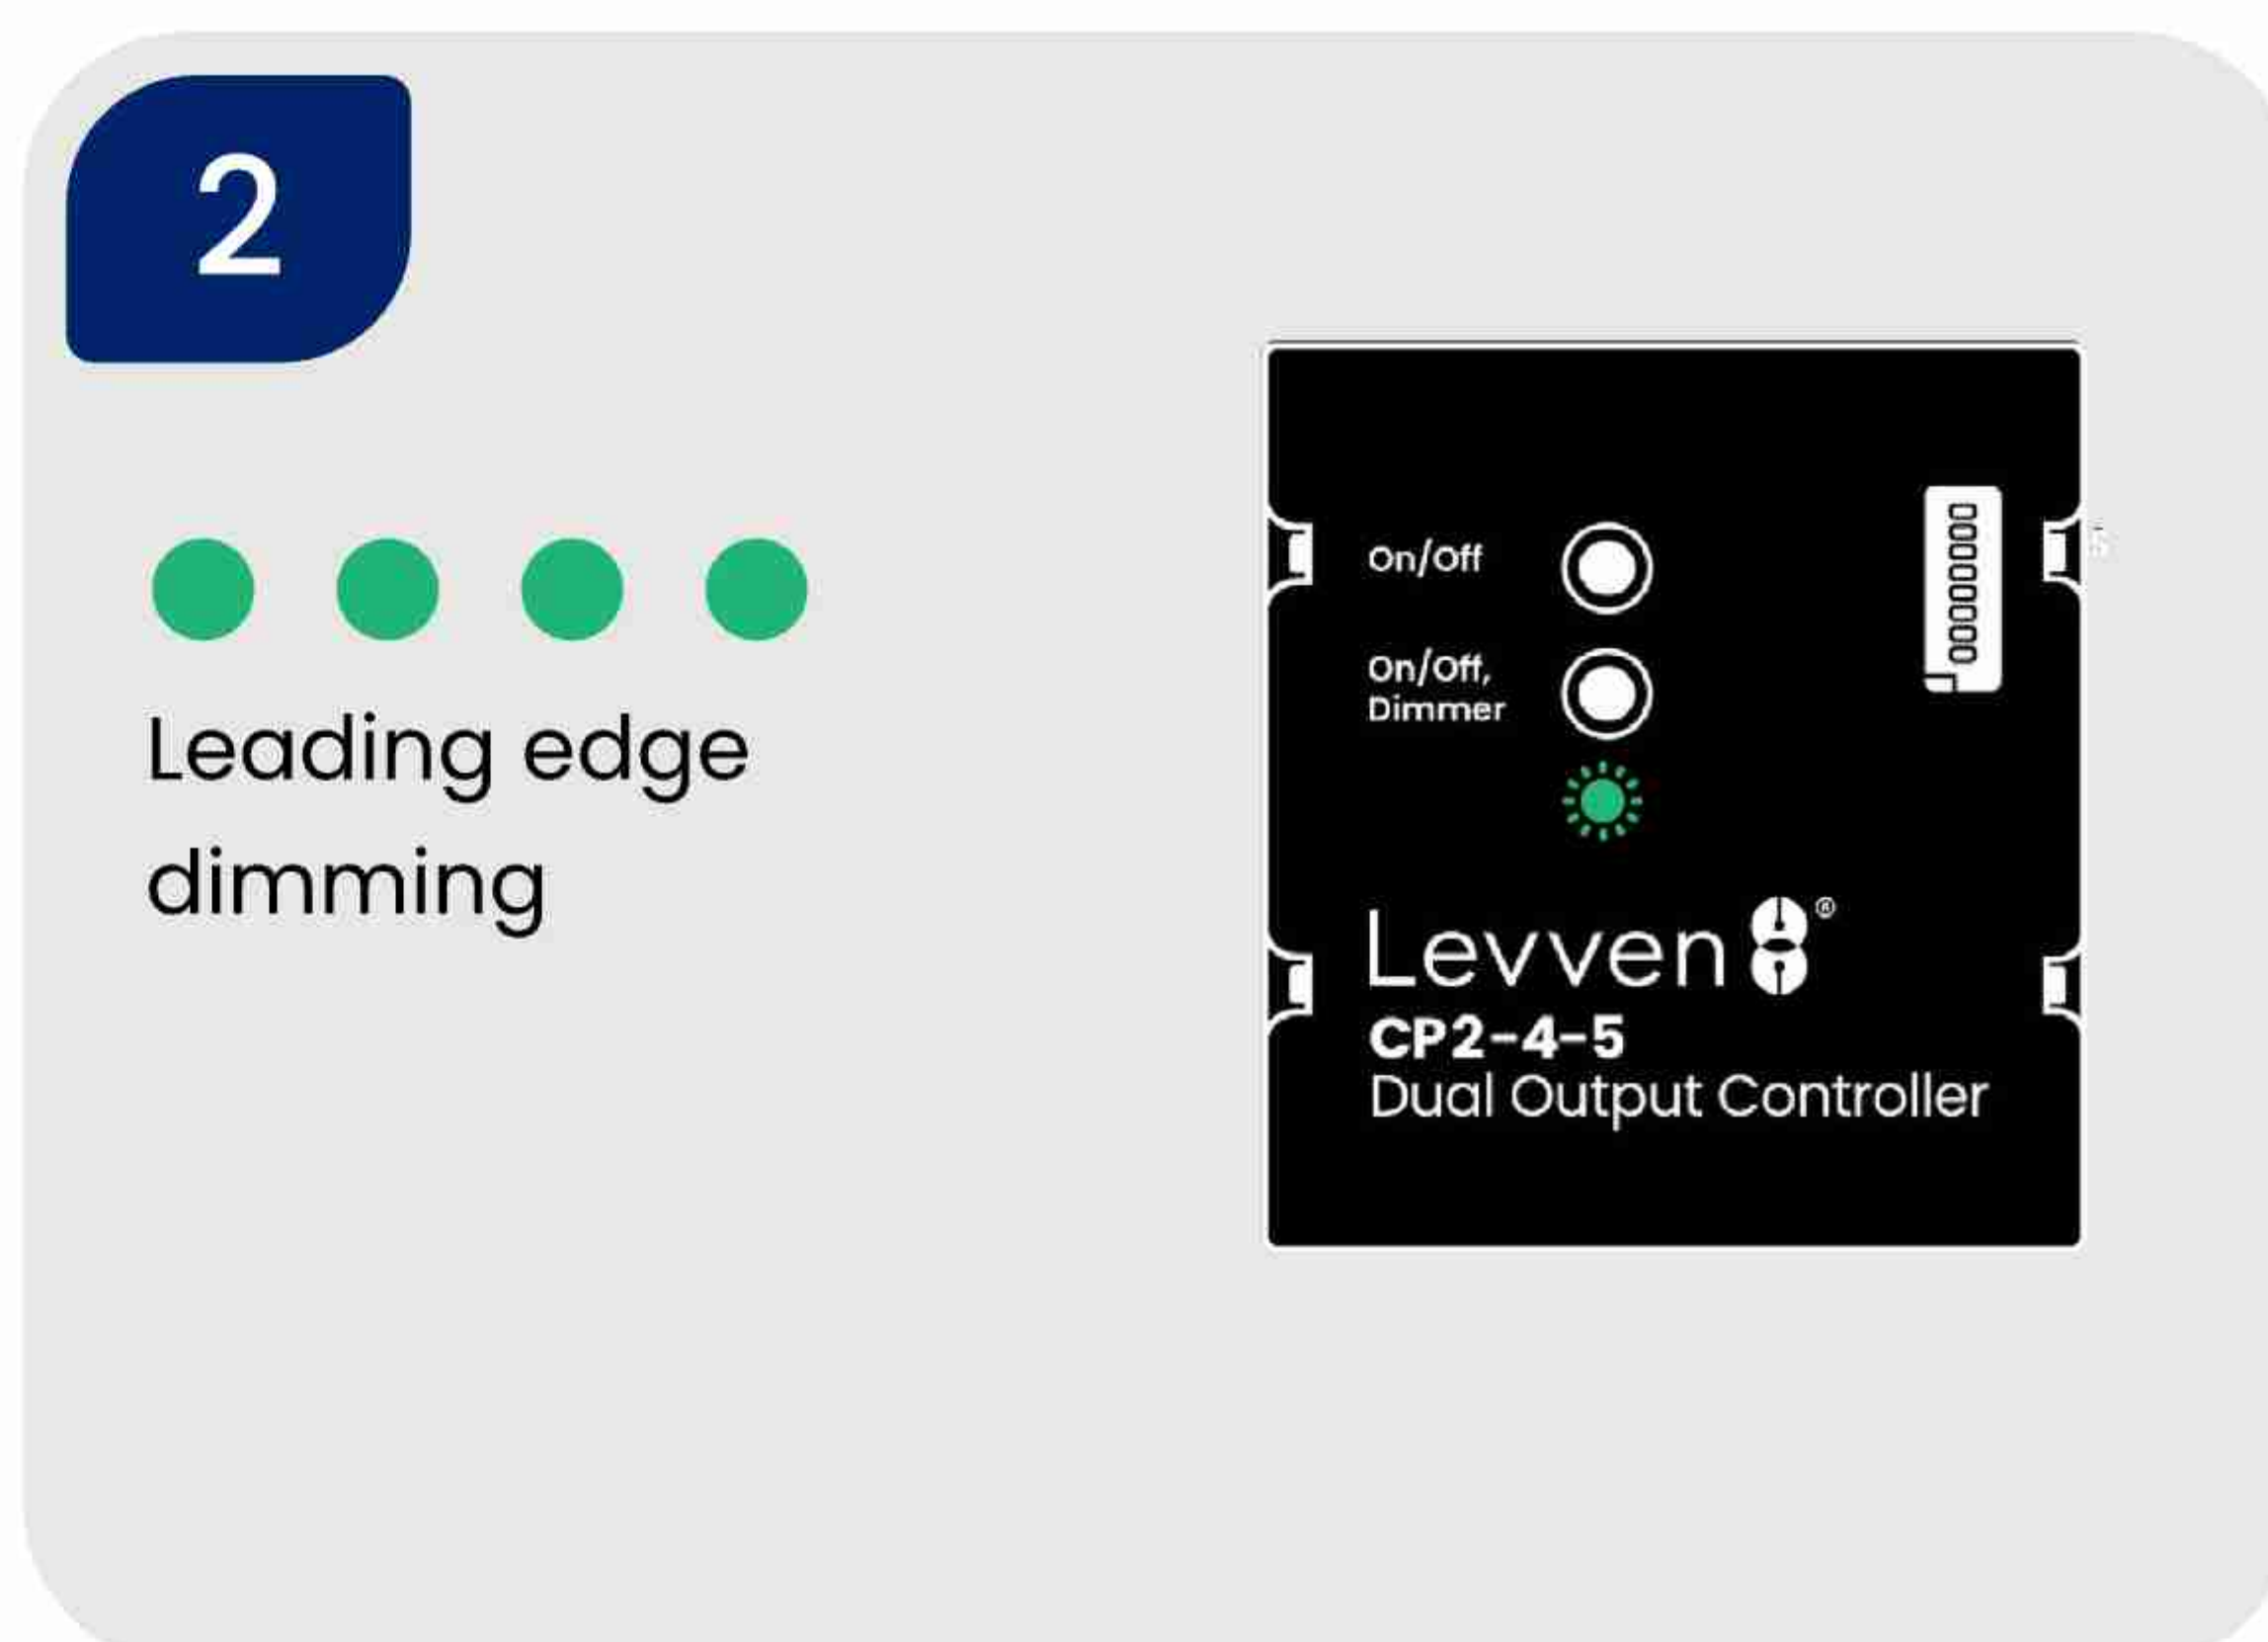 2
Leading edge
dimming
On/Off
On/Off,
Dimmer
Levven®
CP2-4-5
Dual Output Controller